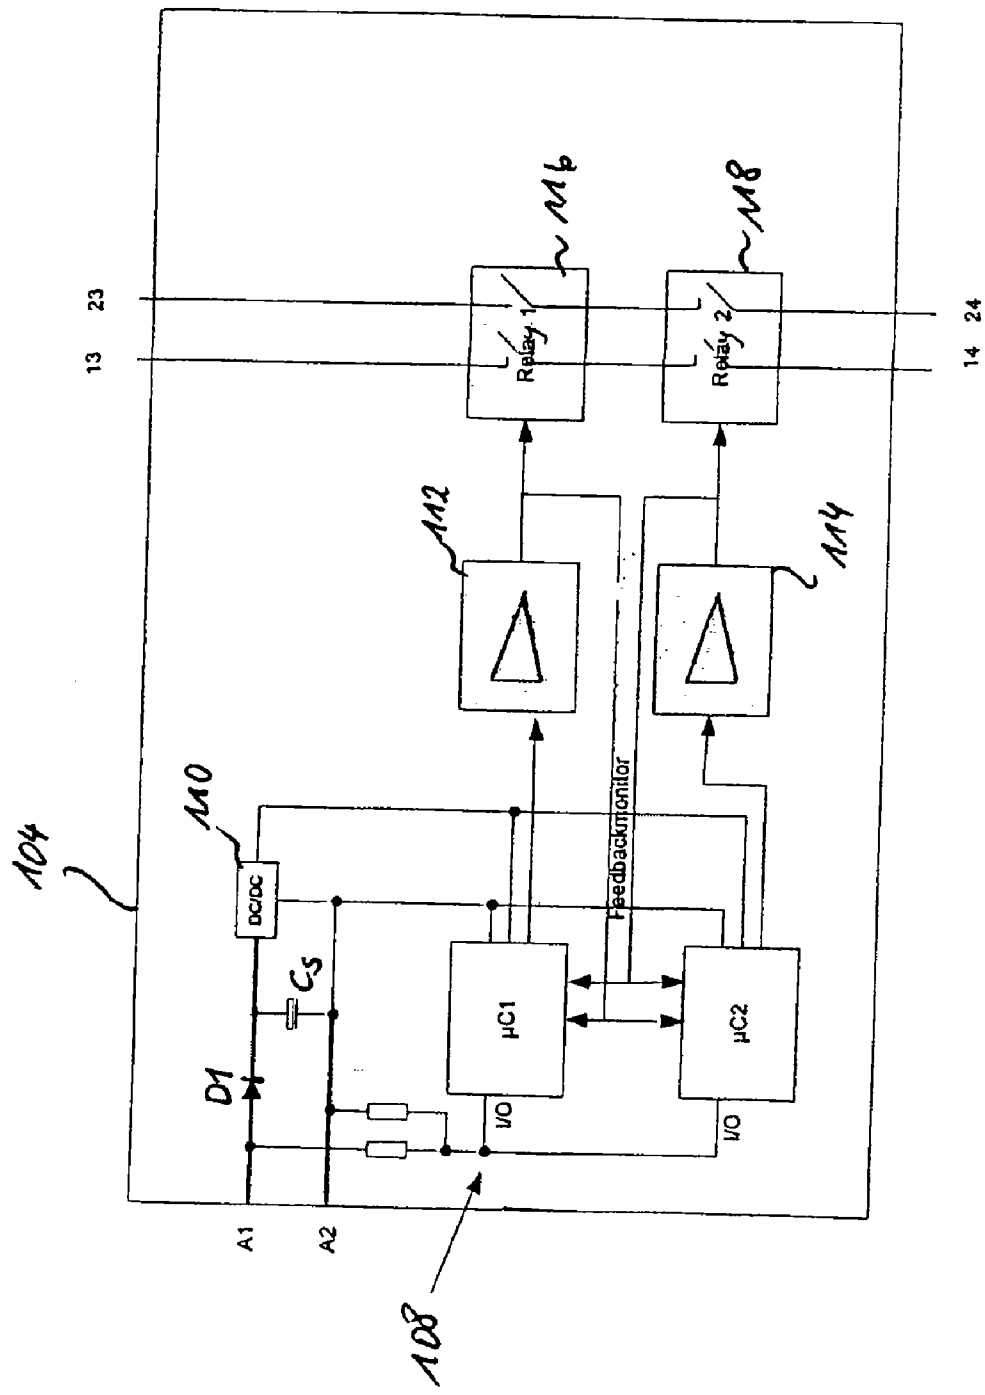 104
110
DC/DC
D1
Cs
A1
A2
108
I/O
µC1
I/O
µC2
Feedbackmonitor
112
114
13
23
Relay 1
116
Relay 2
118
14
24